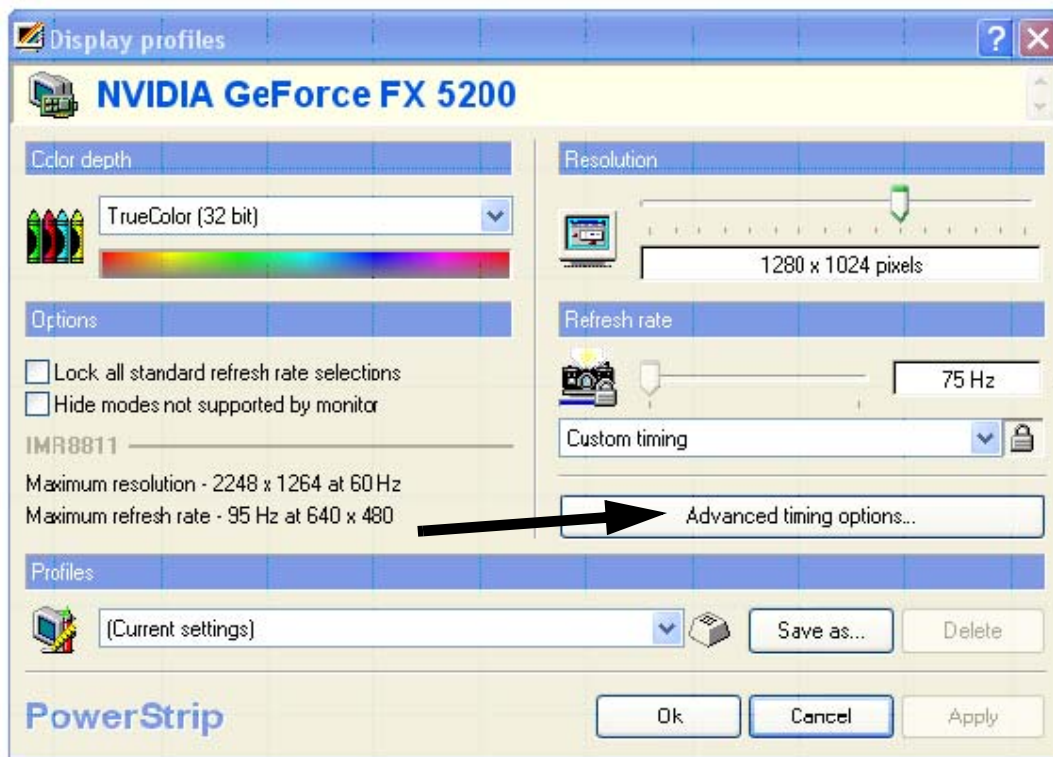 Display profiles
NVIDIA GeForce FX 5200
Color depth
TrueColor (32 bit)
Resolution
1280 x 1024 pixels
Options
Lock all standard refresh rate selections
Hide modes not supported by monitor
IMR8811
Maximum resolution - 2248 x 1264 at 60 Hz
Maximum refresh rate - 95 Hz at 640 x 480
Refresh rate
75 Hz
Custom timing
Advanced timing options...
Profiles
(Current settings)
Save as...
Delete
PowerStrip
Ok
Cancel
Apply